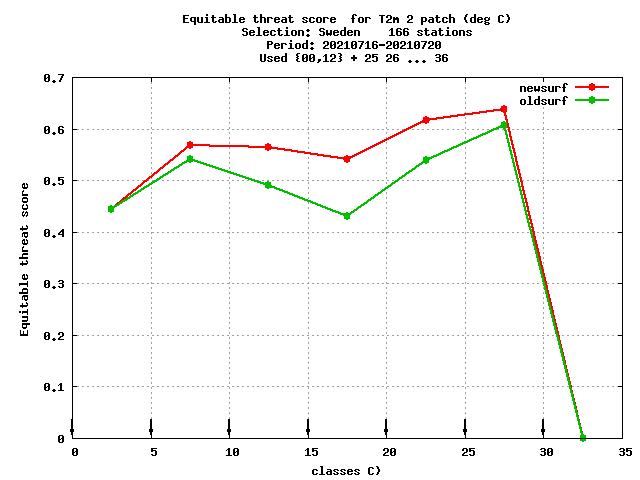 Equitable threat score  for T2m 2 patch (deg C)
Selection: Sweden    166 stations
Period: 20210716-20210720
Used {00,12} + 25 26 ... 36
newsurf
oldsurf
0.7
0.6
0.5
0.4
0.3
0.2
0.1
0
Equitable threat score
0 5 10 15 20 25 30 35
classes C)